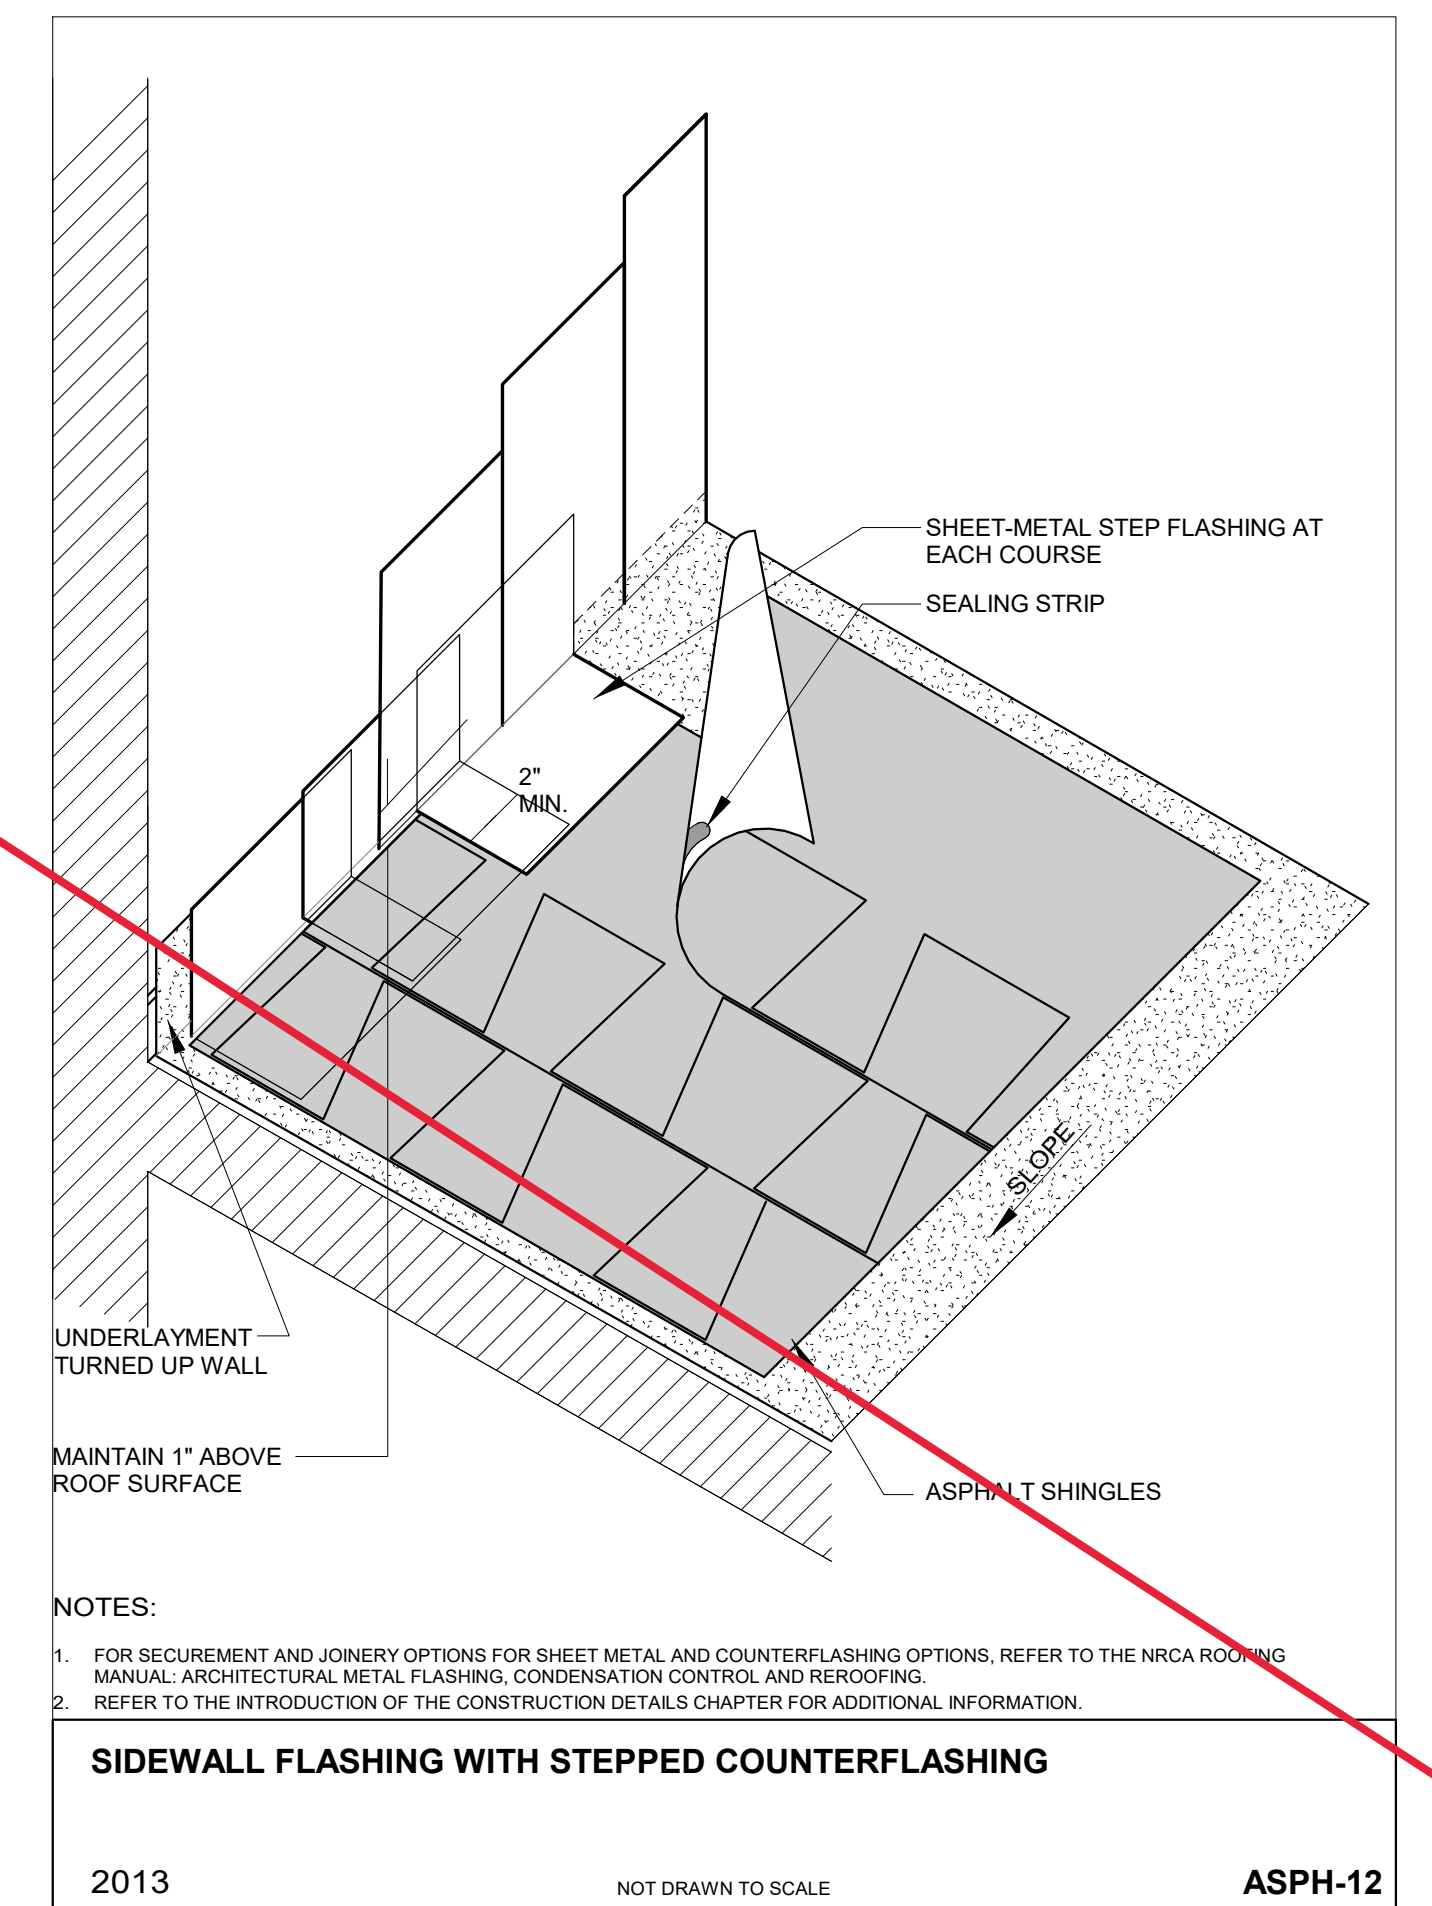 SHEET-METAL STEP FLASHING AT
EACH COURSE
SEALING STRIP
2"
MIN.
SLOPE
UNDERLAYMENT
TURNED UP WALL
MAINTAIN 1" ABOVE
ROOF SURFACE
ASPHALT SHINGLES
NOTES:
1. FOR SECUREMENT AND JOINERY OPTIONS FOR SHEET METAL AND COUNTERFLASHING OPTIONS, REFER TO THE NRCA ROOFING
MANUAL: ARCHITECTURAL METAL FLASHING, CONDENSATION CONTROL AND REROOFING.
2. REFER TO THE INTRODUCTION OF THE CONSTRUCTION DETAILS CHAPTER FOR ADDITIONAL INFORMATION.
SIDEWALL FLASHING WITH STEPPED COUNTERFLASHING
2013
NOT DRAWN TO SCALE
ASPH-12